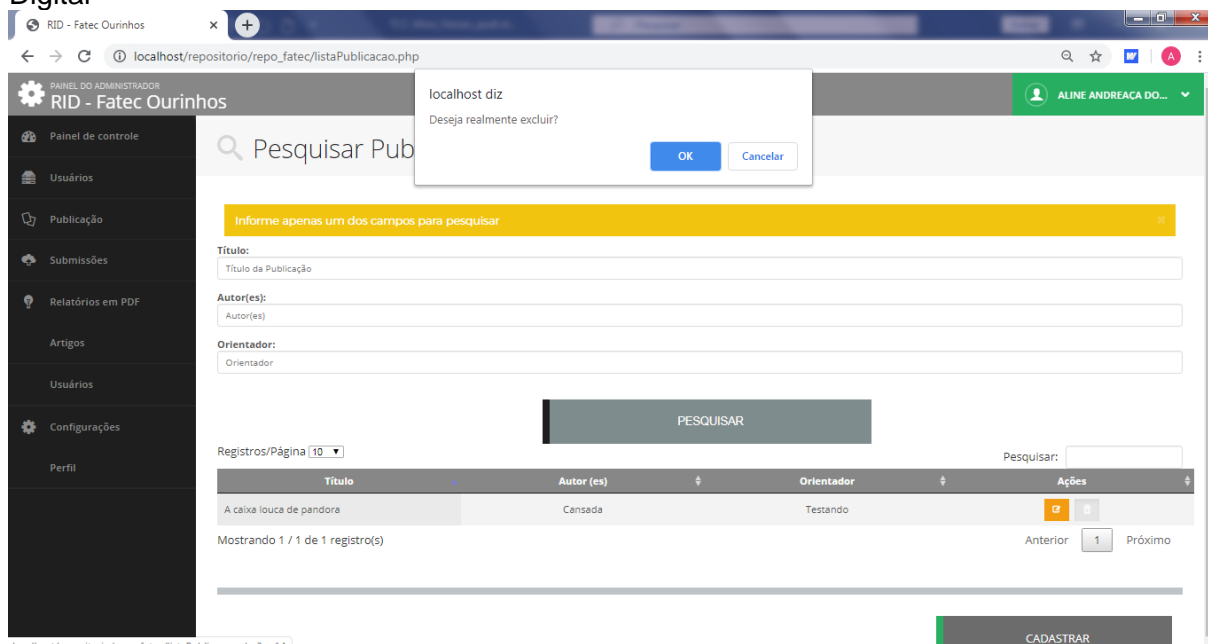 Digital
RID - Fatec Ourinhos
localhost/repositorio/repo_fatec/listaPublicacao.php
A
PAINEL DO ADMINISTRADOR
RID - Fatec Ourinhos
ALINE ANDREAÇA DO...
localhost diz
Deseja realmente excluir?
OK Cancelar
Painel de controle
Usuários
Publicação
Submissões
Relatórios em PDF
Artigos
Usuários
Configurações
Perfil
Pesquisar Pub
Informe apenas um dos campos para pesquisar
Título:
Título da Publicação
Autor(es):
Autor(es)
Orientador:
Orientador
PESQUISAR
Registros/Página 10
Pesquisar:
Título Autor (es) Orientador Ações
A caixa louca de pandora Cansada Testando
Mostrando 1 / 1 de 1 registro(s)
Anterior 1 Próximo
CADASTRAR